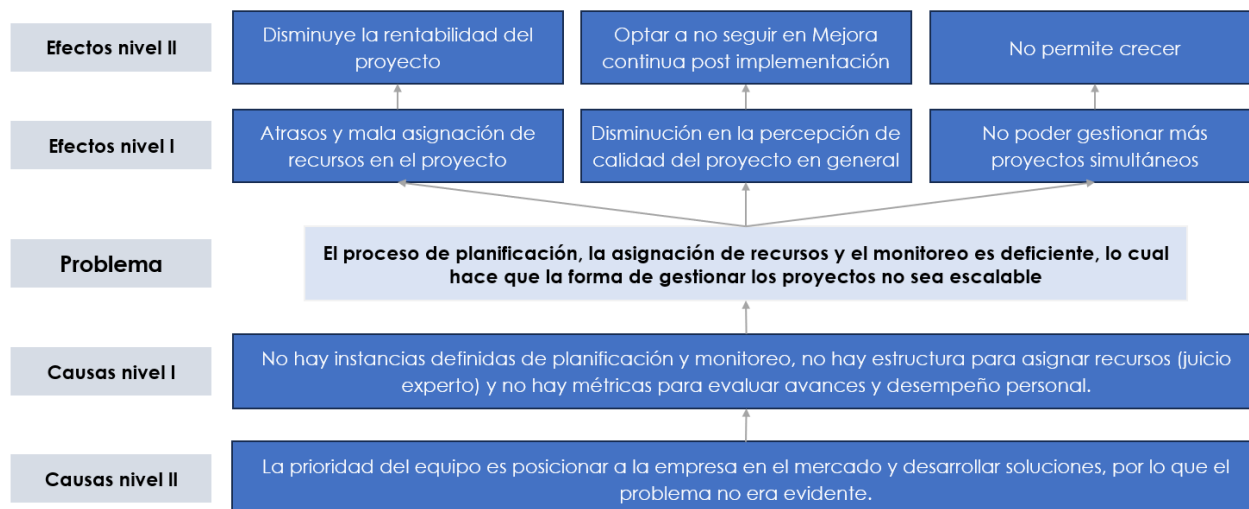 Efectos nivel II
Disminuye la rentabilidad del
proyecto
Optar a no seguir en Mejora
continua post implementación
No permite crecer
Efectos nivel I
Atrasos y mala asignación de
recursos en el proyecto
Disminución en la percepción de
calidad del proyecto en general
No poder gestionar más
proyectos simultáneos
Problema
El proceso de planificación, la asignación de recursos y el monitoreo es deficiente, lo cual
hace que la forma de gestionar los proyectos no sea escalable
Causas nivel I
No hay instancias definidas de planificación y monitoreo, no hay estructura para asignar recursos (juicio
experto) y no hay métricas para evaluar avances y desempeño personal.
Causas nivel II
La prioridad del equipo es posicionar a la empresa en el mercado y desarrollar soluciones, por lo que el
problema no era evidente.